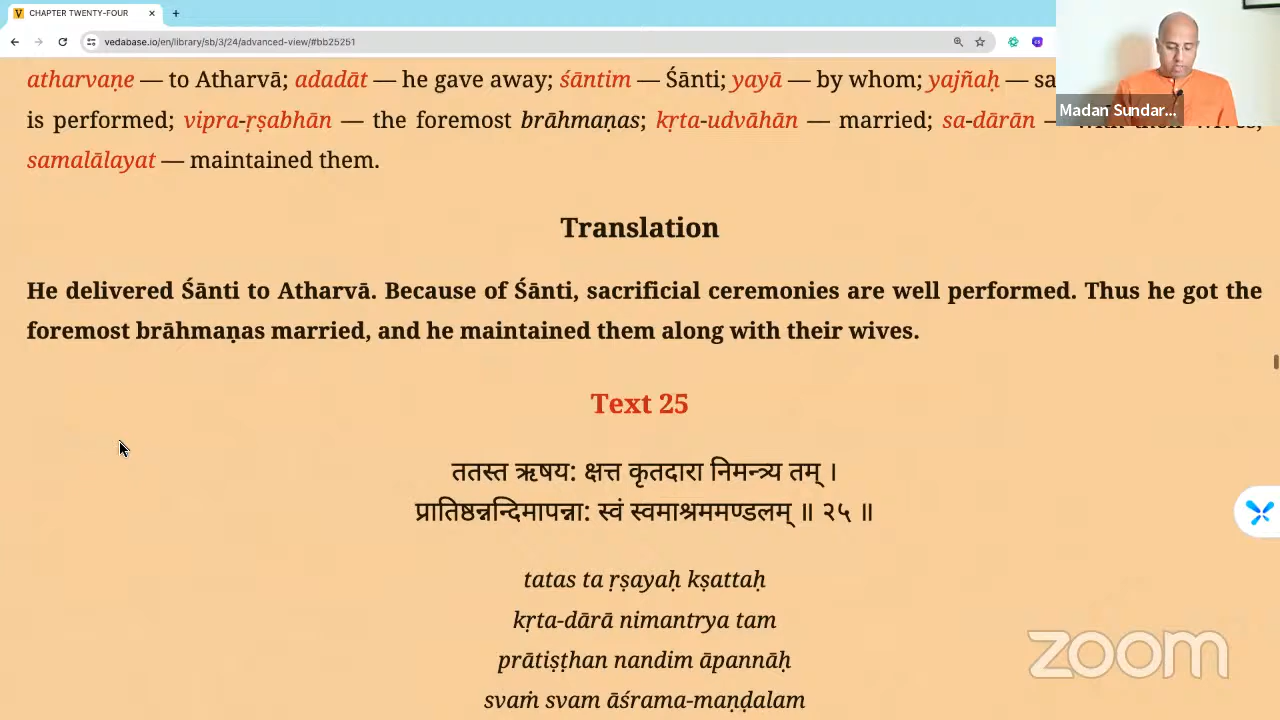 CHAPTER TWENTY-FOUR
vedabase.io/en/library/sb/3/24/advanced-view/#bb25251
Madan Sundar...
atharvaṇe — to Atharvā; adadāt — he gave away; śāntim — Śānti; yayā — by whom; yajñaḥ — sa
is performed; vipra-ṛṣabhān — the foremost brāhmaṇas; kṛta-udvāhān — married; sa-dārān — with their wives;
samalālayat — maintained them.
Translation
He delivered Śānti to Atharvā. Because of Śānti, sacrificial ceremonies are well performed. Thus he got the
foremost brāhmaṇas married, and he maintained them along with their wives.
Text 25
ततस्त ऋषय: क्षत्त कृतदारा निमन्‍त्र्य तम् ।
प्रातिष्ठन्नन्दिमापन्ना: स्वं स्वमाश्रममण्डलम् ॥ २५ ॥
tatas ta ṛṣayaḥ kṣattaḥ
kṛta-dārā nimantrya tam
prātiṣṭhan nandim āpannāḥ
svaṁ svam āśrama-maṇḍalam
zoom